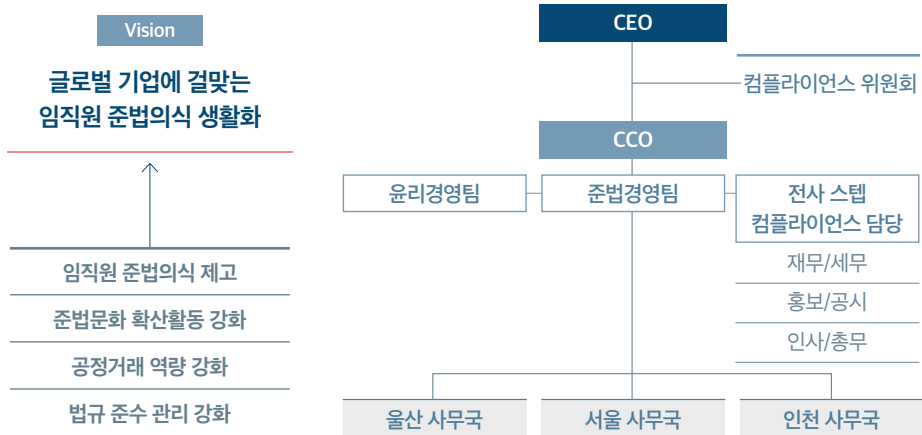 Vision
글로벌 기업에 걸맞는
임직원 준법의식 생활화
임직원 준법의식 제고
준법문화 확산활동 강화
공정거래 역량 강화
법규 준수 관리 강화
CEO
컴플라이언스 위원회
CCO
윤리경영팀
준법경영팀
전사 스텝
컴플라이언스 담당
재무/세무
홍보/공시
인사/총무
울산 사무국
서울 사무국
인천 사무국